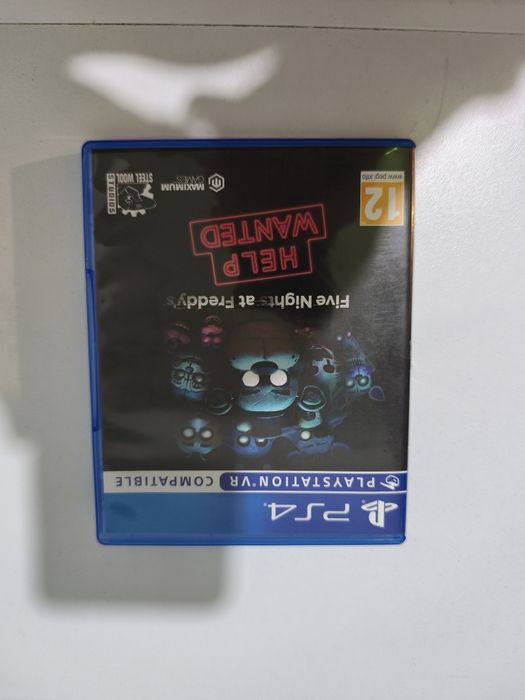 PS4
PLAYSTATION®VR COMPATIBLE
Five Nights at Freddy's
HELP
WANTED
12
www.pegi.info
MAXIMUM
GAMES
STEEL WOOL
STUDIOS